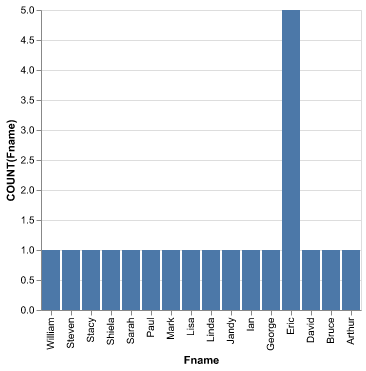 COUNT(Fname)
5.0
4.5
4.0
3.5
3.0
2.5
2.0
1.5
1.0
0.5
0.0
William
Steven
Stacy
Shiela
Sarah
Paul
Mark
Lisa
Linda
Jandy
Ian
George
Eric
David
Bruce
Arthur
Fname